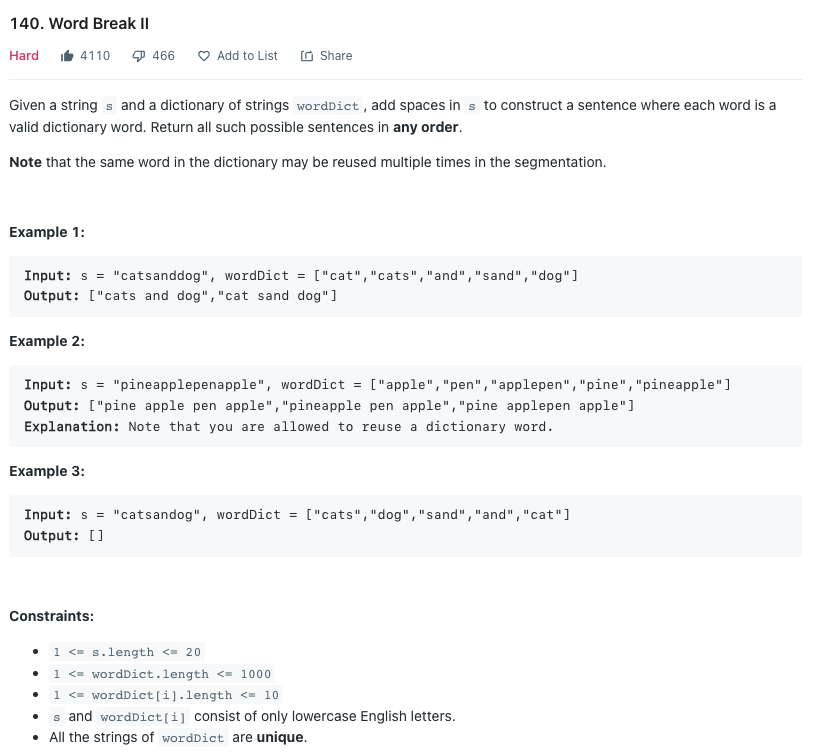 140. Word Break II
Hard 4110 466 Add to List Share
Given a string s and a dictionary of strings wordDict, add spaces in s to construct a sentence where each word is a
valid dictionary word. Return all such possible sentences in any order.
Note that the same word in the dictionary may be reused multiple times in the segmentation.
Example 1:
Input: s = "catsanddog", wordDict = ["cat","cats","and","sand","dog"]
Output: ["cats and dog","cat sand dog"]
Example 2:
Input: s = "pineapplepenapple", wordDict = ["apple","pen","applepen","pine","pineapple"]
Output: ["pine apple pen apple","pineapple pen apple","pine applepen apple"]
Explanation: Note that you are allowed to reuse a dictionary word.
Example 3:
Input: s = "catsandog", wordDict = ["cats","dog","sand","and","cat"]
Output: []
Constraints:
• 1 <= s.length <= 20
• 1 <= wordDict.length <= 1000
• 1 <= wordDict[i].length <= 10
• s and wordDict[i] consist of only lowercase English letters.
• All the strings of wordDict are unique.